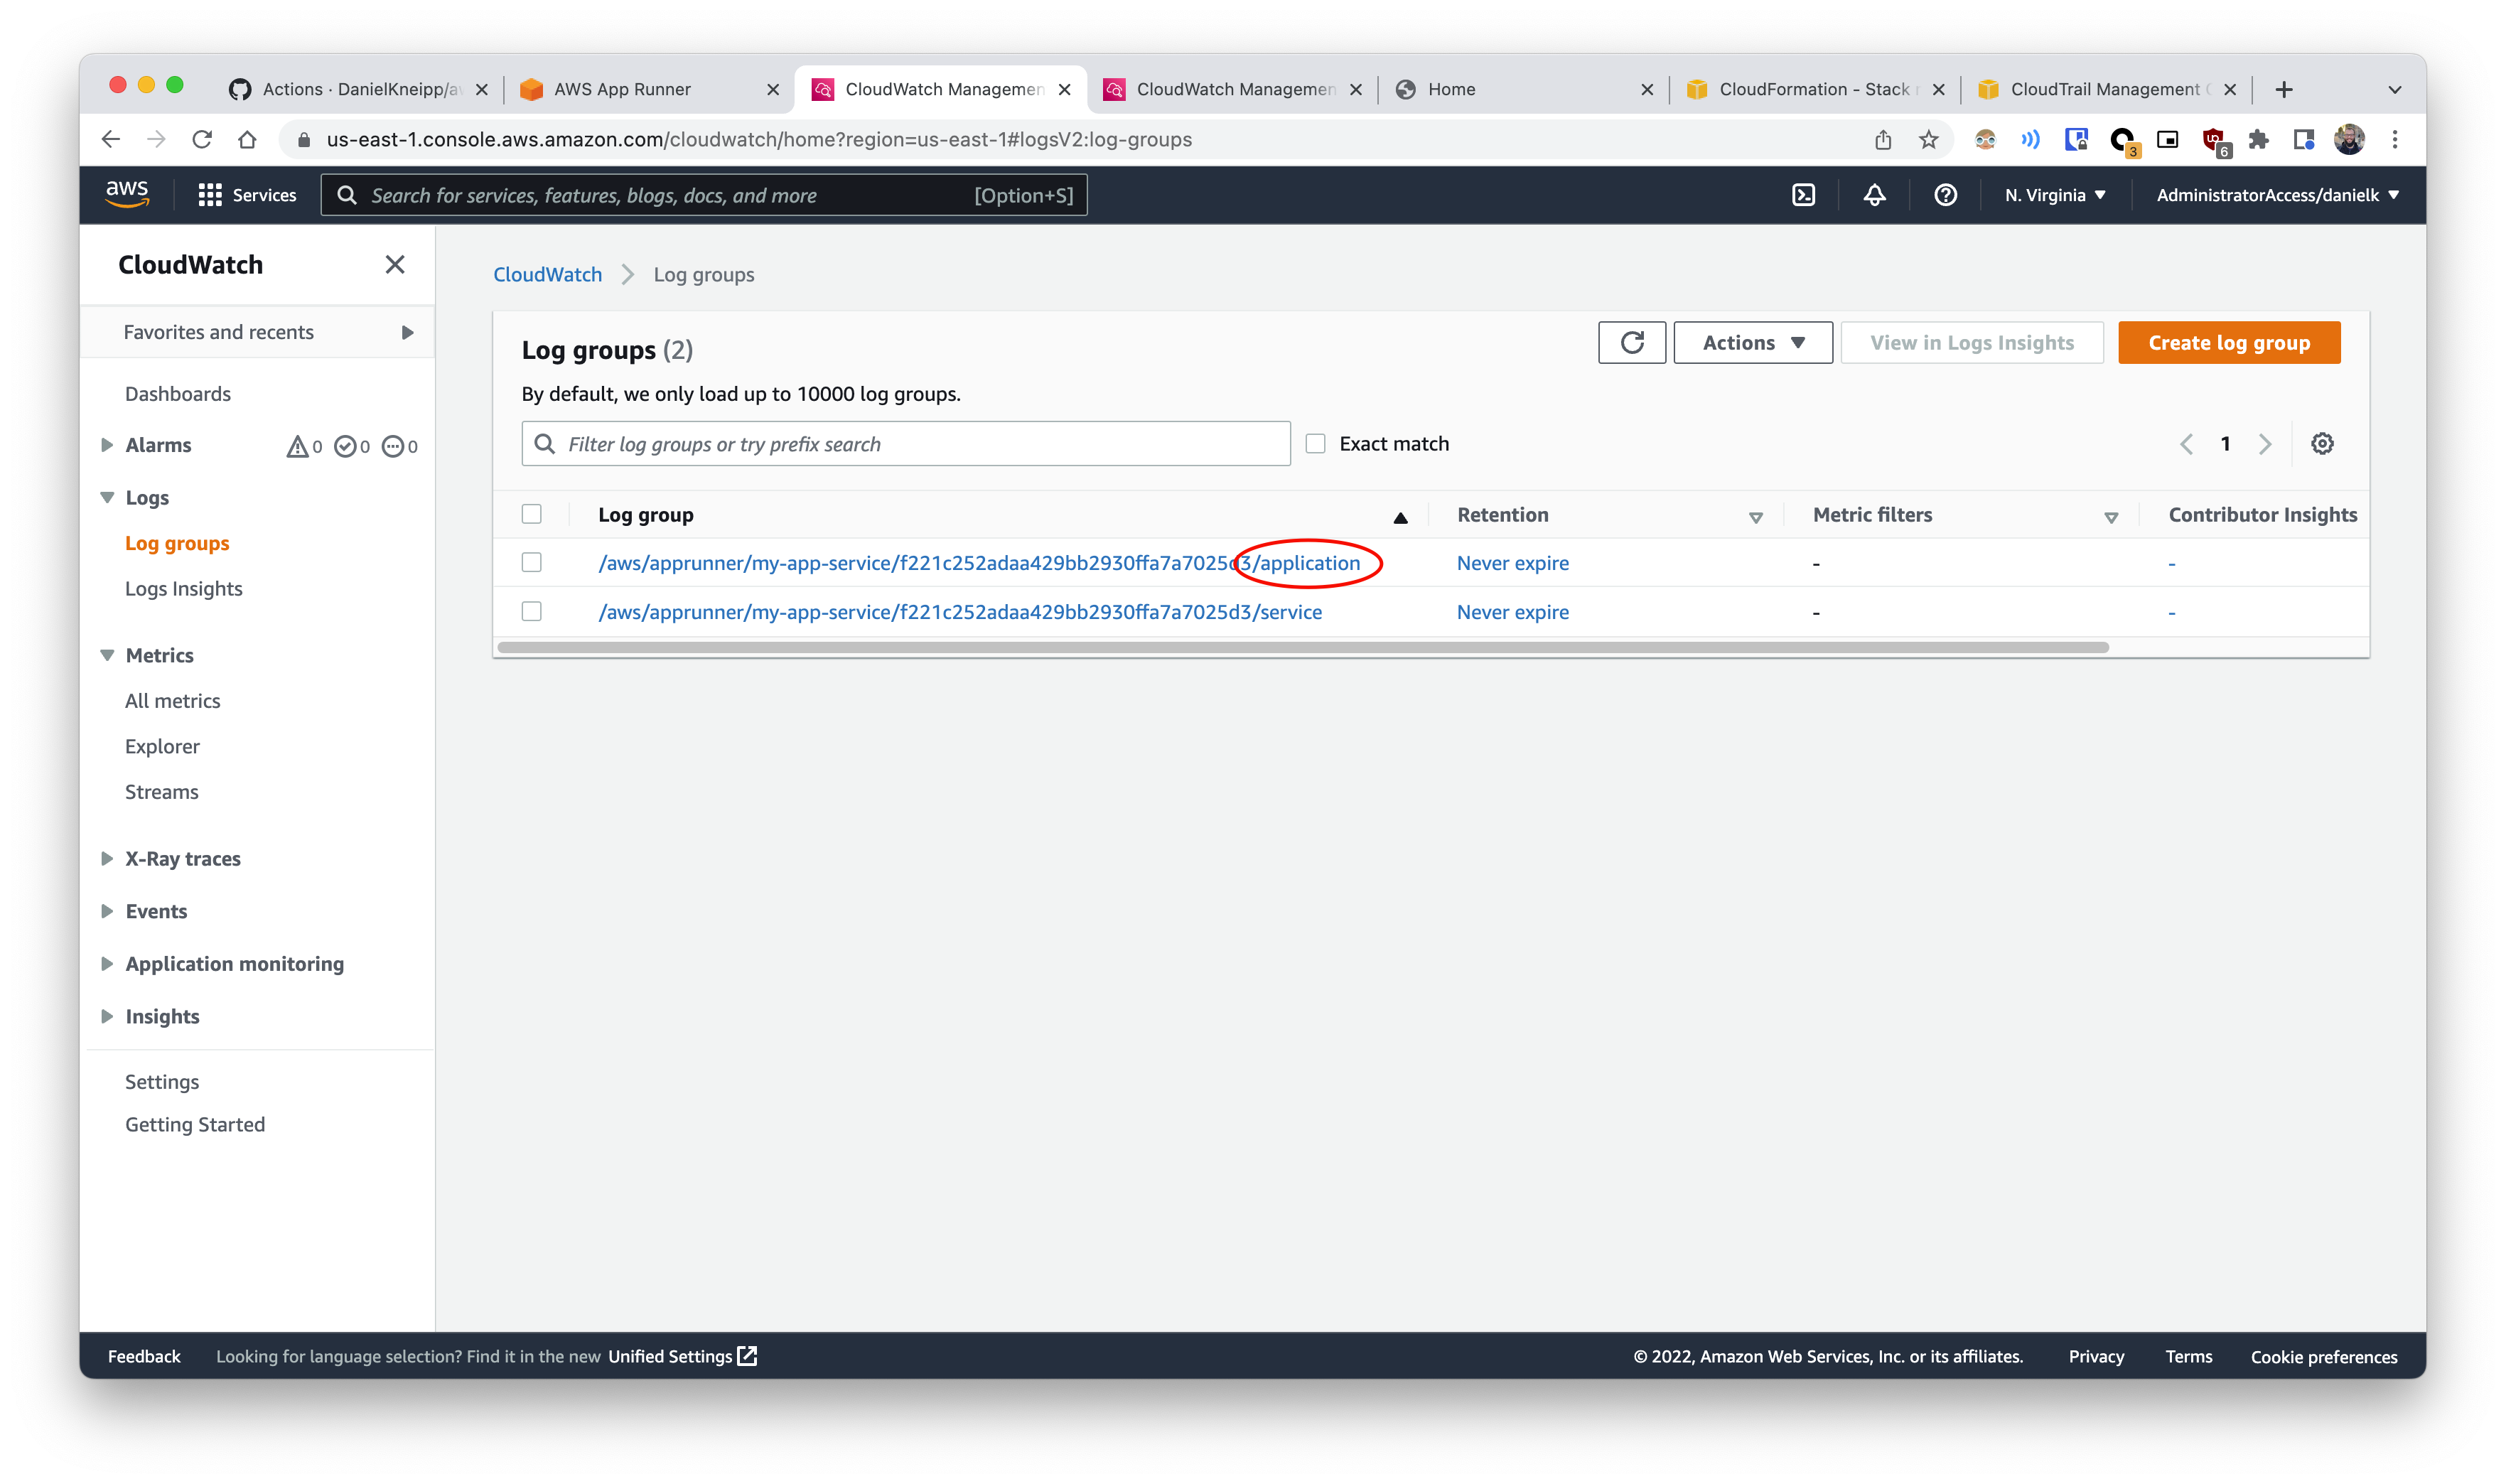 Actions · DanielKneipp/aw
AWS App Runner
CloudWatch Managemen
CloudWatch Managemen
Home
CloudFormation - Stack
CloudTrail Management
us-east-1.console.aws.amazon.com/cloudwatch/home?region=us-east-1#logsV2:log-groups
3
6
aws
Services
Search for services, features, blogs, docs, and more
[Option+S]
N. Virginia
AdministratorAccess/danielk
CloudWatch
Favorites and recents
Dashboards
Alarms
0
0
0
Logs
Log groups
Logs Insights
Metrics
All metrics
Explorer
Streams
X-Ray traces
Events
Application monitoring
Insights
Settings
Getting Started
CloudWatch
Log groups
Log groups (2)
Actions
View in Logs Insights
Create log group
By default, we only load up to 10000 log groups.
Filter log groups or try prefix search
Exact match
1
Log group
Retention
Metric filters
Contributor Insights
/aws/apprunner/my-app-service/f221c252adaa429bb2930ffa7a7025d3/application
Never expire
-
-
/aws/apprunner/my-app-service/f221c252adaa429bb2930ffa7a7025d3/service
Never expire
-
-
Feedback
Looking for language selection? Find it in the new Unified Settings
© 2022, Amazon Web Services, Inc. or its affiliates.
Privacy
Terms
Cookie preferences